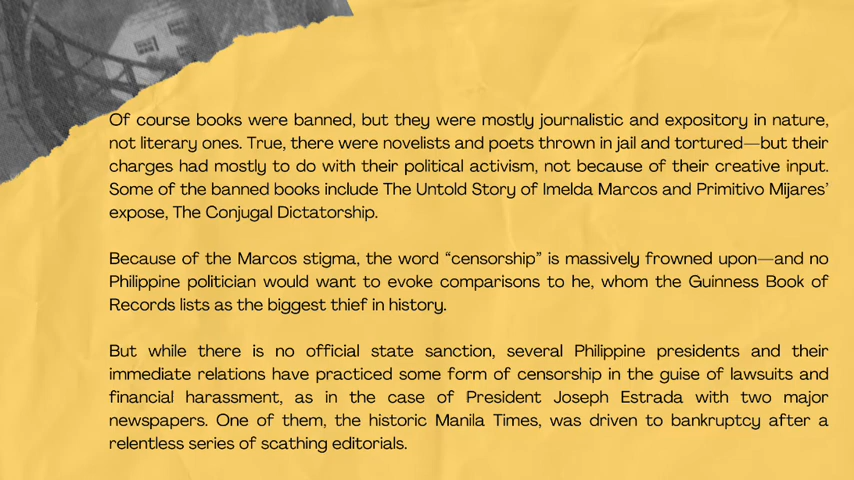 Of course books were banned, but they were mostly journalistic and expository in nature,
not literary ones. True, there were novelists and poets thrown in jail and tortured—but their
charges had mostly to do with their political activism, not because of their creative input.
Some of the banned books include The Untold Story of Imelda Marcos and Primitivo Mijares’
expose, The Conjugal Dictatorship.
Because of the Marcos stigma, the word “censorship” is massively frowned upon—and no
Philippine politician would want to evoke comparisons to he, whom the Guinness Book of
Records lists as the biggest thief in history.
But while there is no official state sanction, several Philippine presidents and their
immediate relations have practiced some form of censorship in the guise of lawsuits and
financial harassment, as in the case of President Joseph Estrada with two major
newspapers. One of them, the historic Manila Times, was driven to bankruptcy after a
relentless series of scathing editorials.